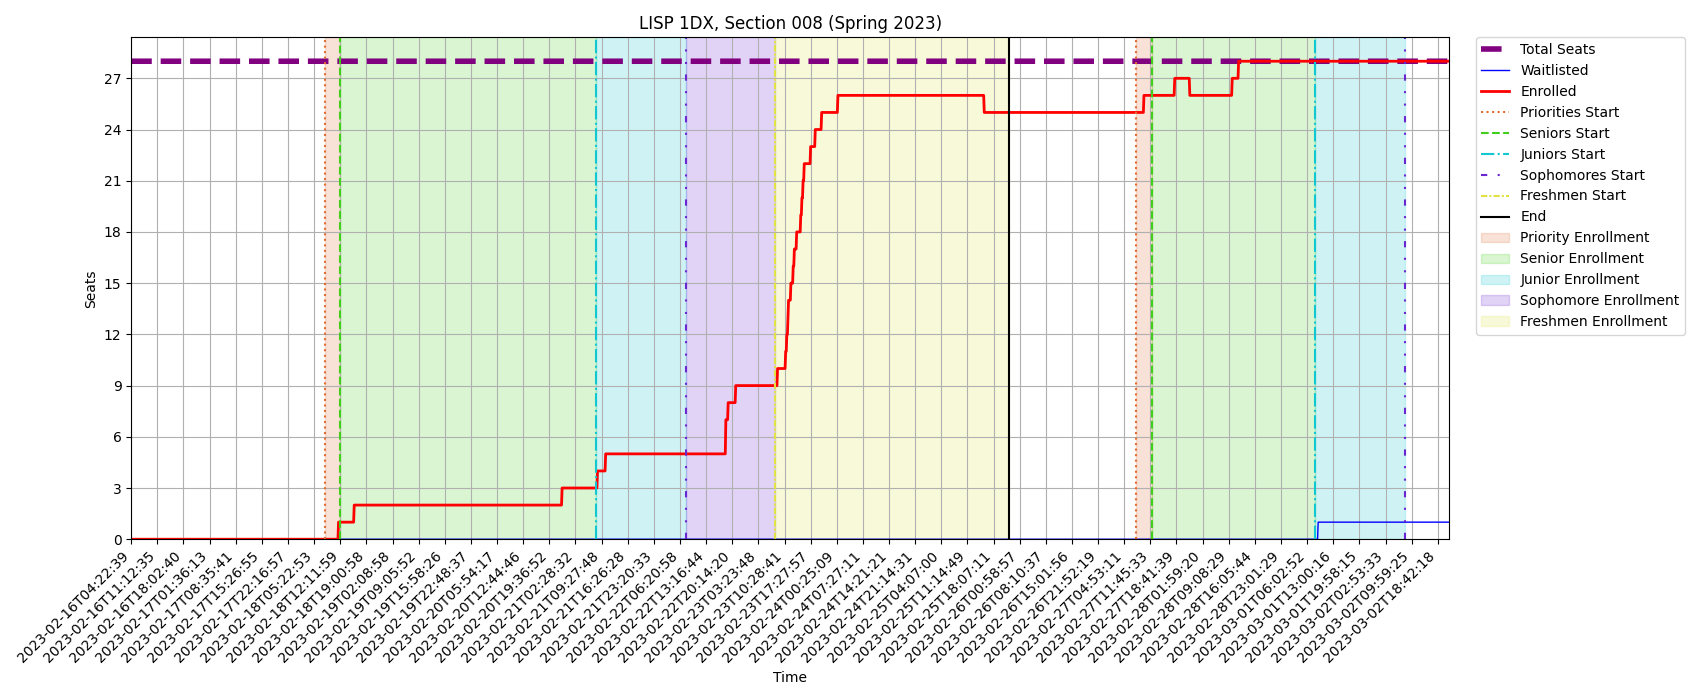 LISP 1DX, Section 008 (Spring 2023)
Seats
27
24
21
18
15
12
9
6
3
0
2023-02-16T04:22:39
2023-02-16T11:12:35
2023-02-16T18:02:40
2023-02-17T01:36:13
2023-02-17T08:35:41
2023-02-17T15:26:55
2023-02-17T22:16:57
2023-02-18T05:22:53
2023-02-18T12:11:59
2023-02-18T19:00:58
2023-02-19T02:08:58
2023-02-19T09:05:52
2023-02-19T15:58:26
2023-02-19T22:48:37
2023-02-20T05:54:17
2023-02-20T12:44:46
2023-02-20T19:36:52
2023-02-21T02:28:32
2023-02-21T09:27:48
2023-02-21T16:26:28
2023-02-21T23:20:33
2023-02-22T06:20:58
2023-02-22T13:16:44
2023-02-22T20:14:20
2023-02-23T03:23:48
2023-02-23T10:28:41
2023-02-23T17:27:57
2023-02-24T00:25:09
2023-02-24T07:27:11
2023-02-24T14:21:21
2023-02-24T21:14:31
2023-02-25T04:07:00
2023-02-25T11:14:49
2023-02-25T18:07:11
2023-02-26T00:58:57
2023-02-26T08:10:37
2023-02-26T15:01:56
2023-02-26T21:52:19
2023-02-27T04:53:11
2023-02-27T11:45:33
2023-02-27T18:41:39
2023-02-28T01:59:20
2023-02-28T09:08:29
2023-02-28T16:05:44
2023-02-28T23:01:29
2023-03-01T06:02:52
2023-03-01T13:00:16
2023-03-01T19:58:15
2023-03-02T02:53:33
2023-03-02T09:59:25
2023-03-02T18:42:18
Time
Total Seats
Waitlisted
Enrolled
Priorities Start
Seniors Start
Juniors Start
Sophomores Start
Freshmen Start
End
Priority Enrollment
Senior Enrollment
Junior Enrollment
Sophomore Enrollment
Freshmen Enrollment